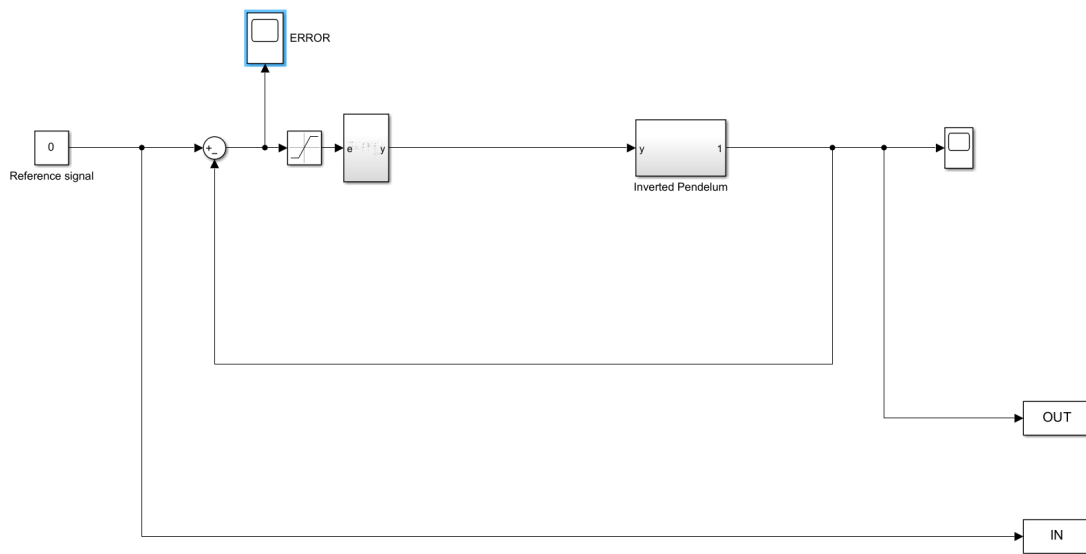 ERROR
0
+
−
e
y
y
1
Reference signal
Inverted Pendelum
OUT
IN